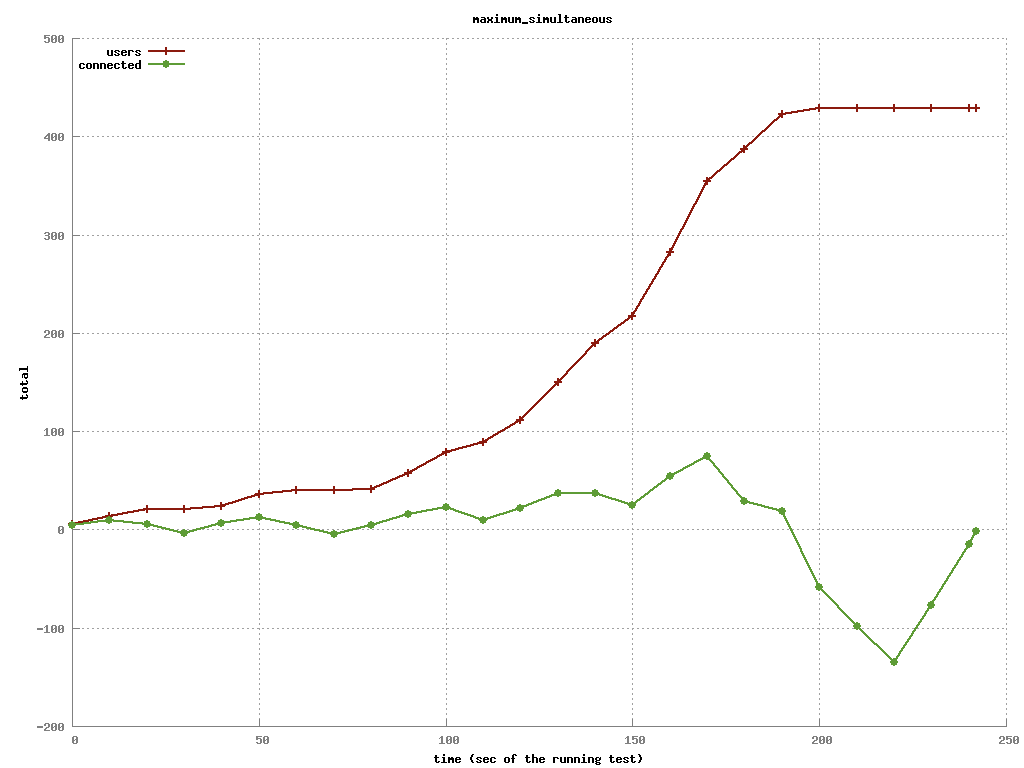 maximum_simultaneous
500
users
connected
400
300
200
total
100
0
-100
-200
0 50 100 150 200 250
time (sec of the running test)